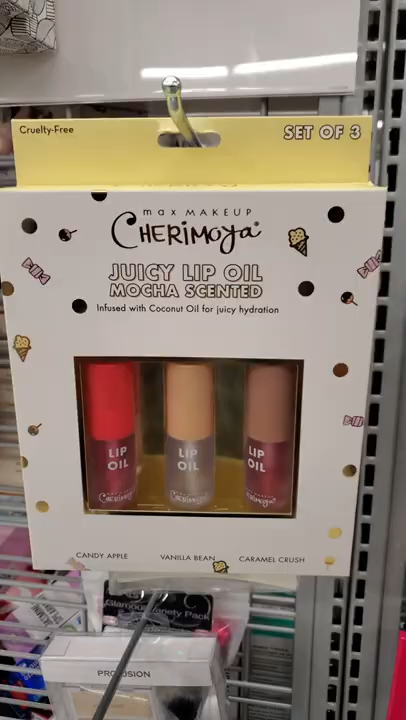 Cruelty-Free
SET OF 3
max MAKEUP
CHERIMOYA
JUICY LIP OIL
MOCHA SCENTED
Infused with Coconut Oil for juicy hydration
LIP OIL
LIP OIL
LIP OIL
CANDY APPLE
VANILLA BEAN
CARAMEL CRUSH
Variety Pack